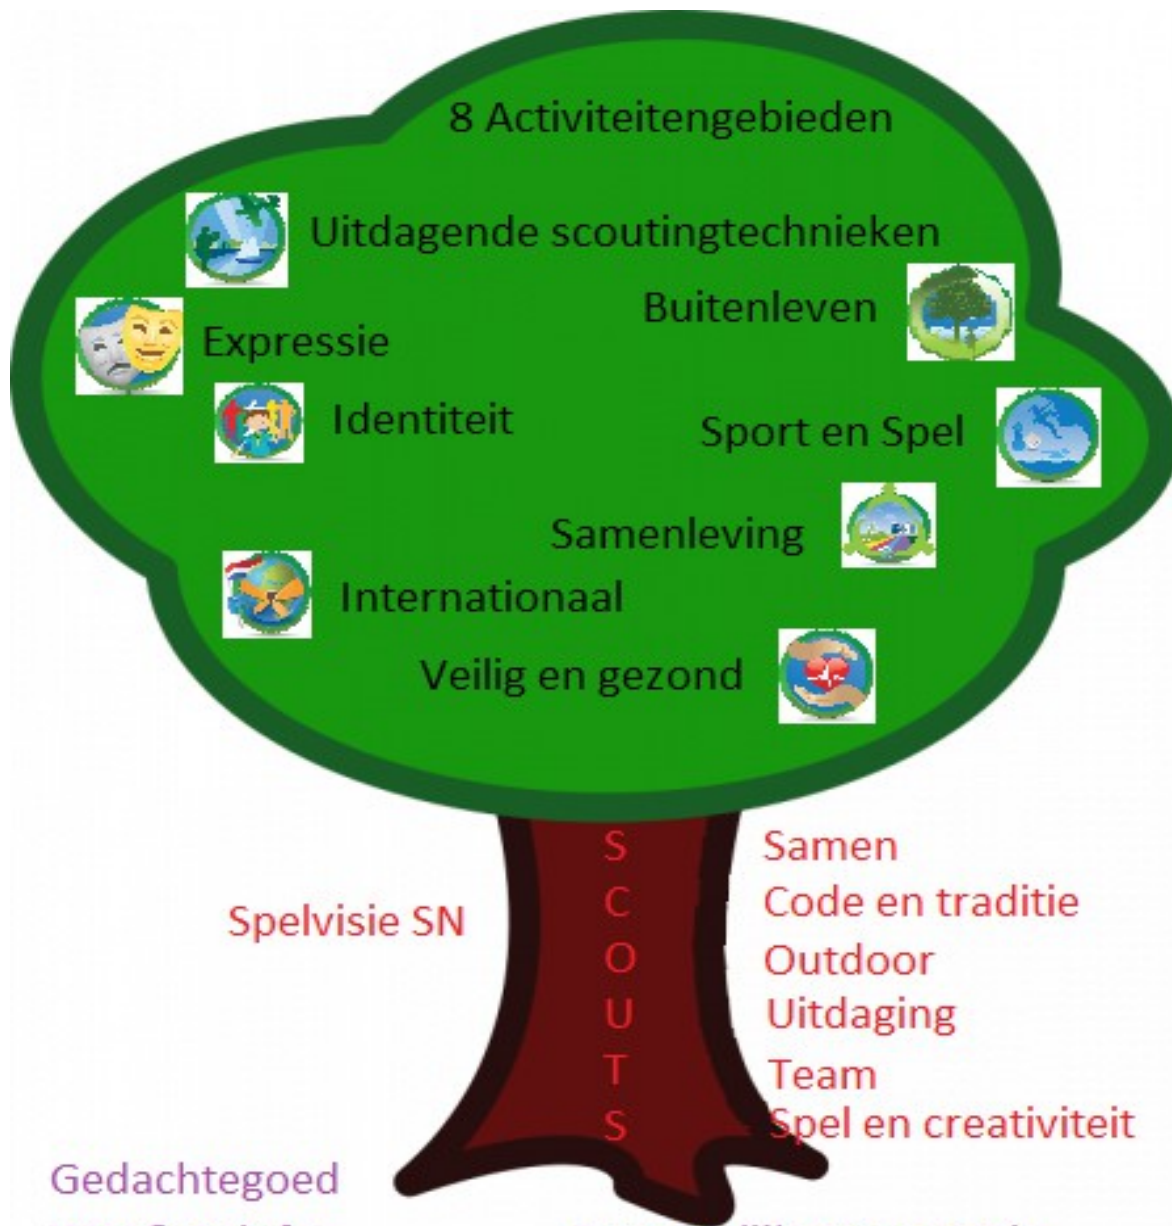 8 Activiteitengebieden
Uitdagende scoutingtechnieken
Buitenleven
Expressie
Identiteit
Sport en Spel
Samenleving
Internationaal
Veilig en gezond
Spelvisie SN
S Samen
C Code en traditie
O Outdoor
U Uitdaging
T Team
S Spel en creativiteit
Gedachtegoed